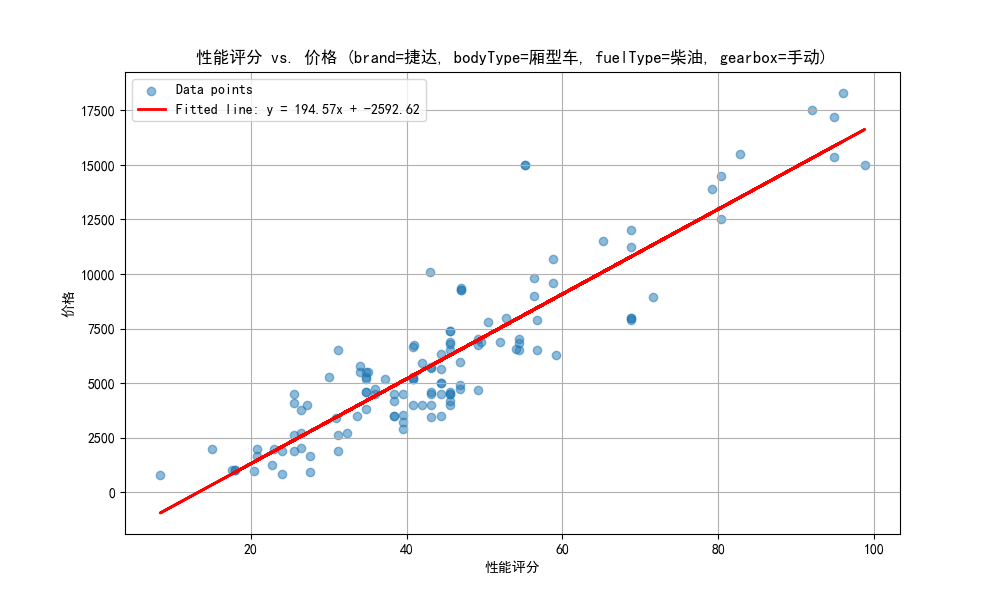 性能评分 vs. 价格 (brand=捷达, bodyType=厢型车, fuelType=柴油, gearbox=手动)
Data points
Fitted line: y = 194.57x + -2592.62
17500
15000
12500
10000
7500
5000
2500
0
价格
20 40 60 80 100
性能评分